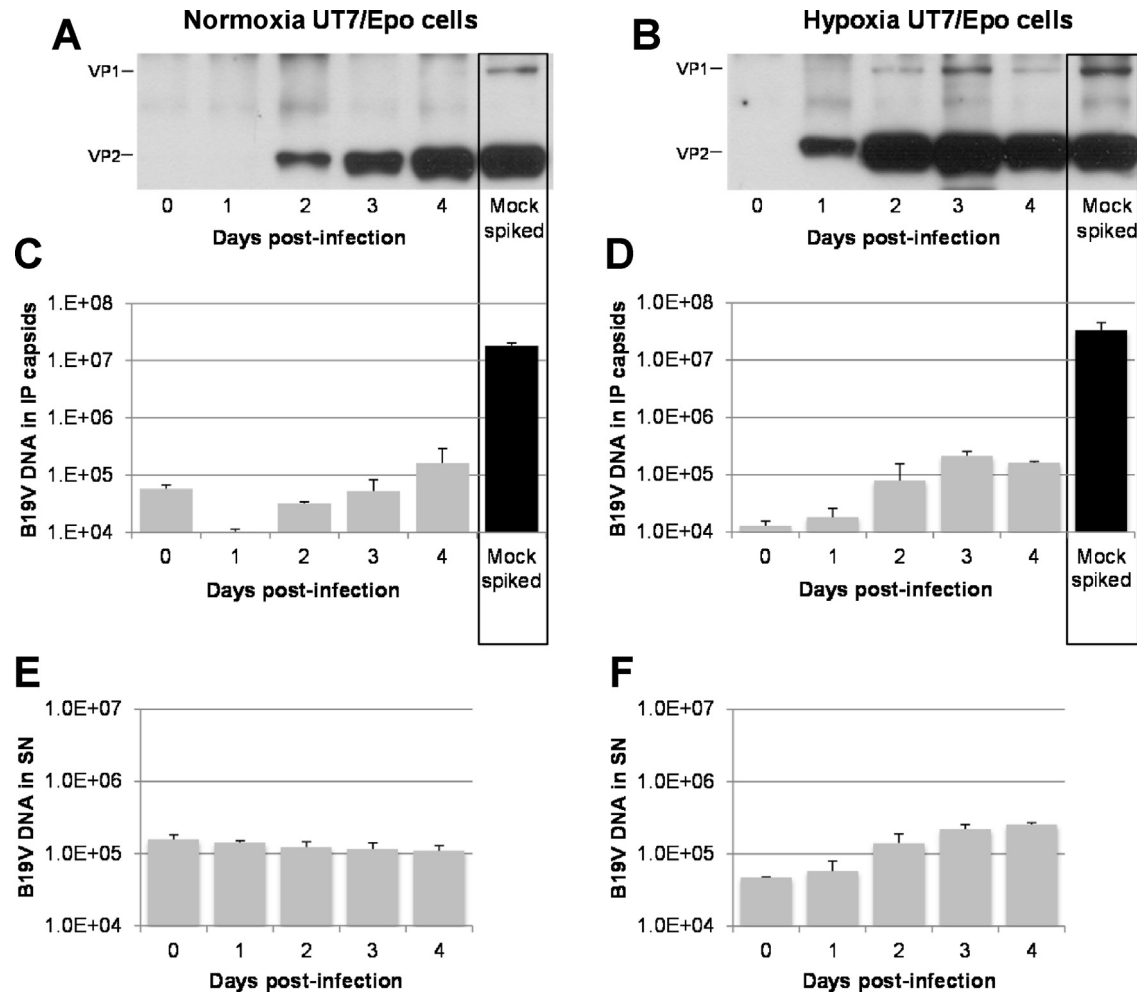 Normoxia UT7/Epo cells
Hypoxia UT7/Epo cells
A
VP1
VP2
0 1 2 3 4 Mock spiked
Days post-infection
B
VP1
VP2
0 1 2 3 4 Mock spiked
Days post-infection
C
B19V DNA in IP capsids
1.E+08
1.E+07
1.E+06
1.E+05
1.E+04
0 1 2 3 4 Mock spiked
Days post-infection
D
B19V DNA in IP capsids
1.0E+08
1.0E+07
1.0E+06
1.0E+05
1.0E+04
0 1 2 3 4 Mock spiked
Days post-infection
E
B19V DNA in SN
1.0E+07
1.0E+06
1.0E+05
1.0E+04
0 1 2 3 4
Days post-infection
F
B19V DNA in SN
1.0E+07
1.0E+06
1.0E+05
1.0E+04
0 1 2 3 4
Days post-infection